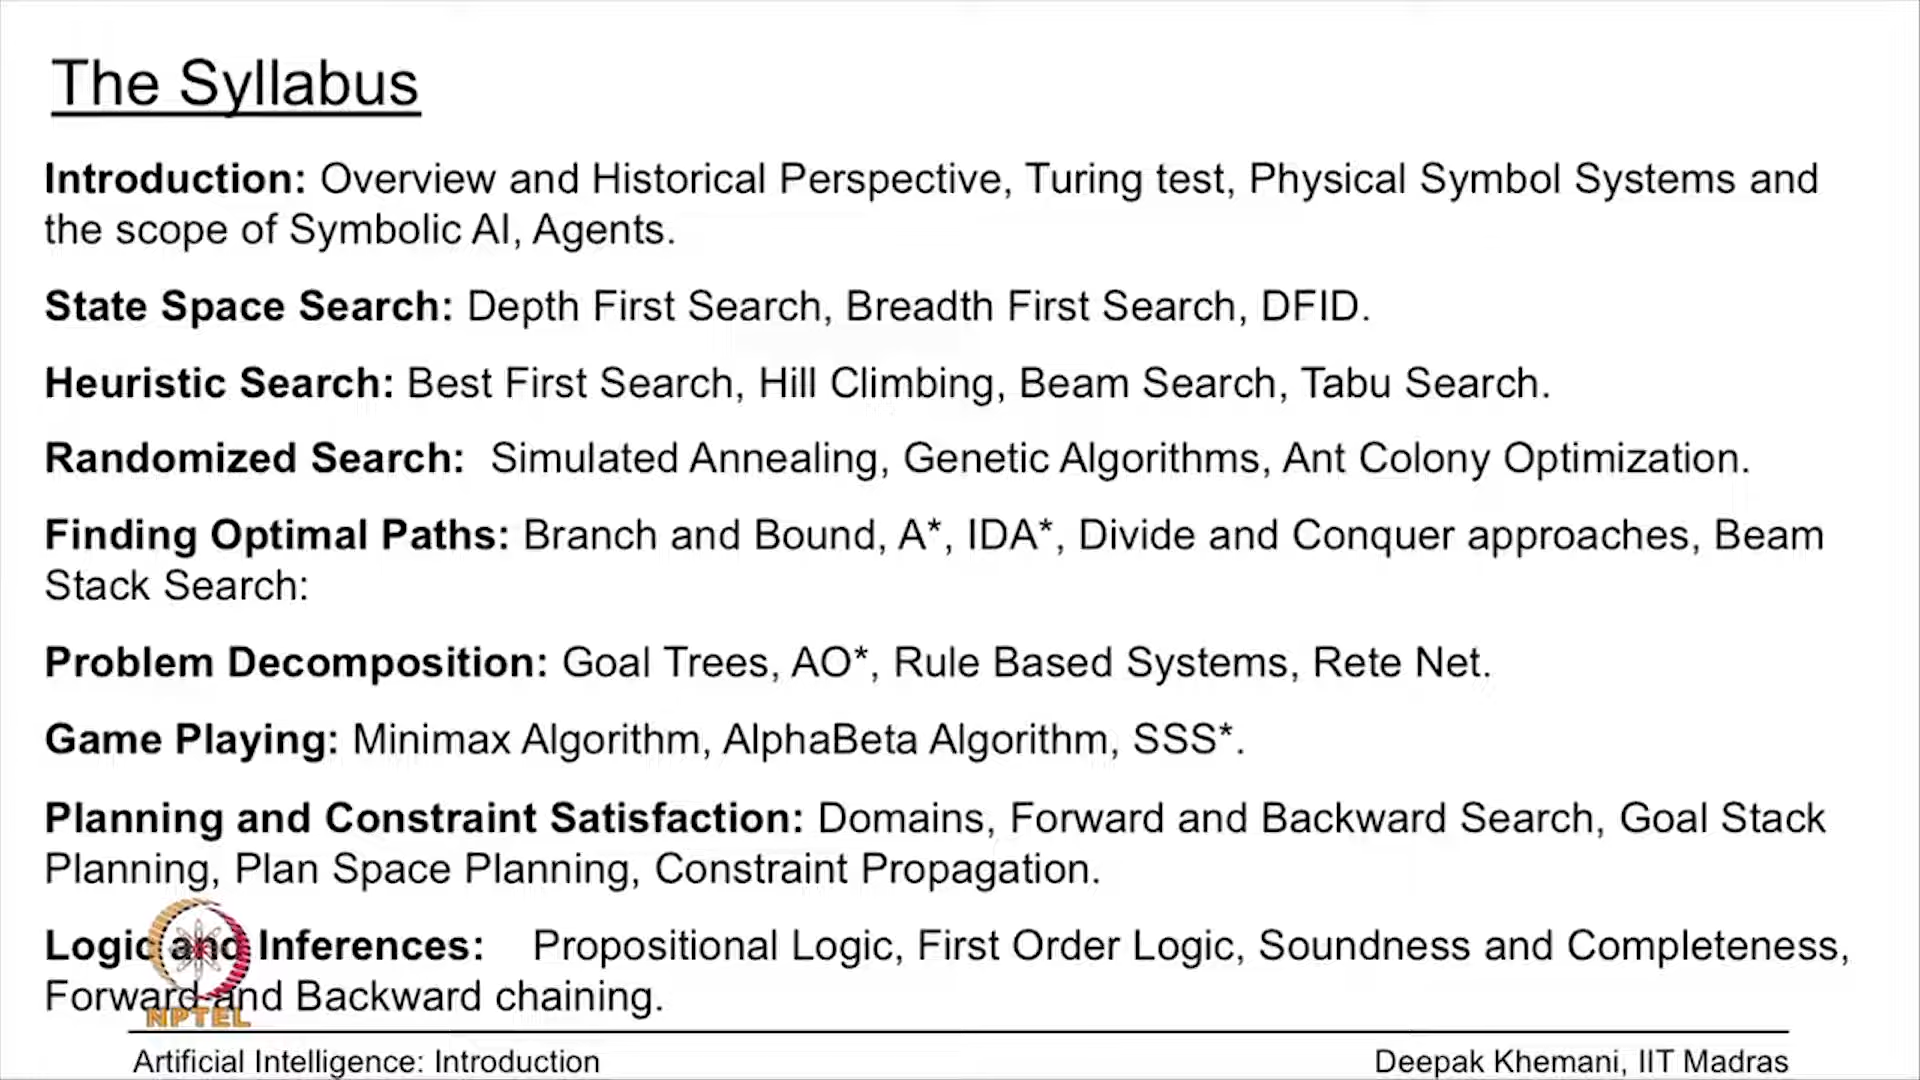 The Syllabus
Introduction: Overview and Historical Perspective, Turing test, Physical Symbol Systems and
the scope of Symbolic AI, Agents.
State Space Search: Depth First Search, Breadth First Search, DFID.
Heuristic Search: Best First Search, Hill Climbing, Beam Search, Tabu Search.
Randomized Search: Simulated Annealing, Genetic Algorithms, Ant Colony Optimization.
Finding Optimal Paths: Branch and Bound, A*, IDA*, Divide and Conquer approaches, Beam
Stack Search:
Problem Decomposition: Goal Trees, AO*, Rule Based Systems, Rete Net.
Game Playing: Minimax Algorithm, AlphaBeta Algorithm, SSS*.
Planning and Constraint Satisfaction: Domains, Forward and Backward Search, Goal Stack
Planning, Plan Space Planning, Constraint Propagation.
Logic and Inferences: Propositional Logic, First Order Logic, Soundness and Completeness,
Forward and Backward chaining.
NPTEL
Artificial Intelligence: Introduction
Deepak Khemani, IIT Madras